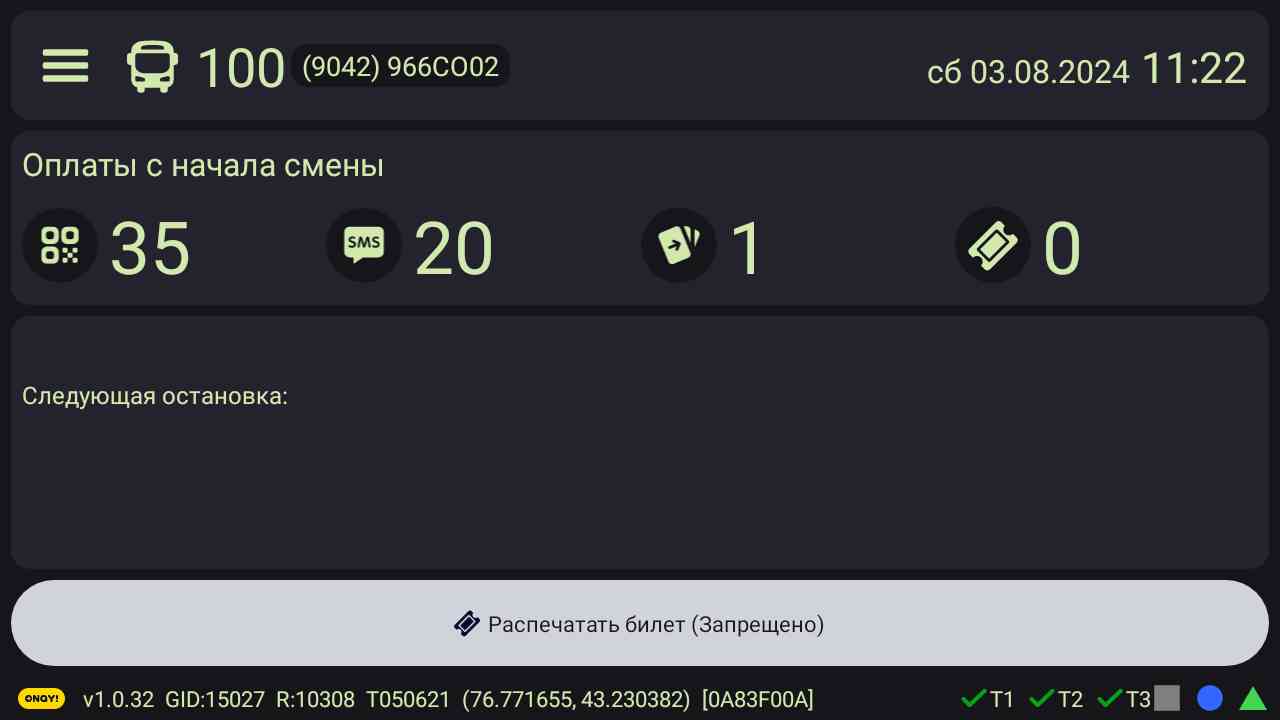 100 (9042) 966CO02 сб 03.08.2024 11:22
Оплаты с начала смены
35 SMS 20 1 0
Следующая остановка:
Распечатать билет (Запрещено)
ONAY! v1.0.32 GID:15027 R:10308 T050621 (76.771655, 43.230382) [0A83F00A] T1 T2 T3